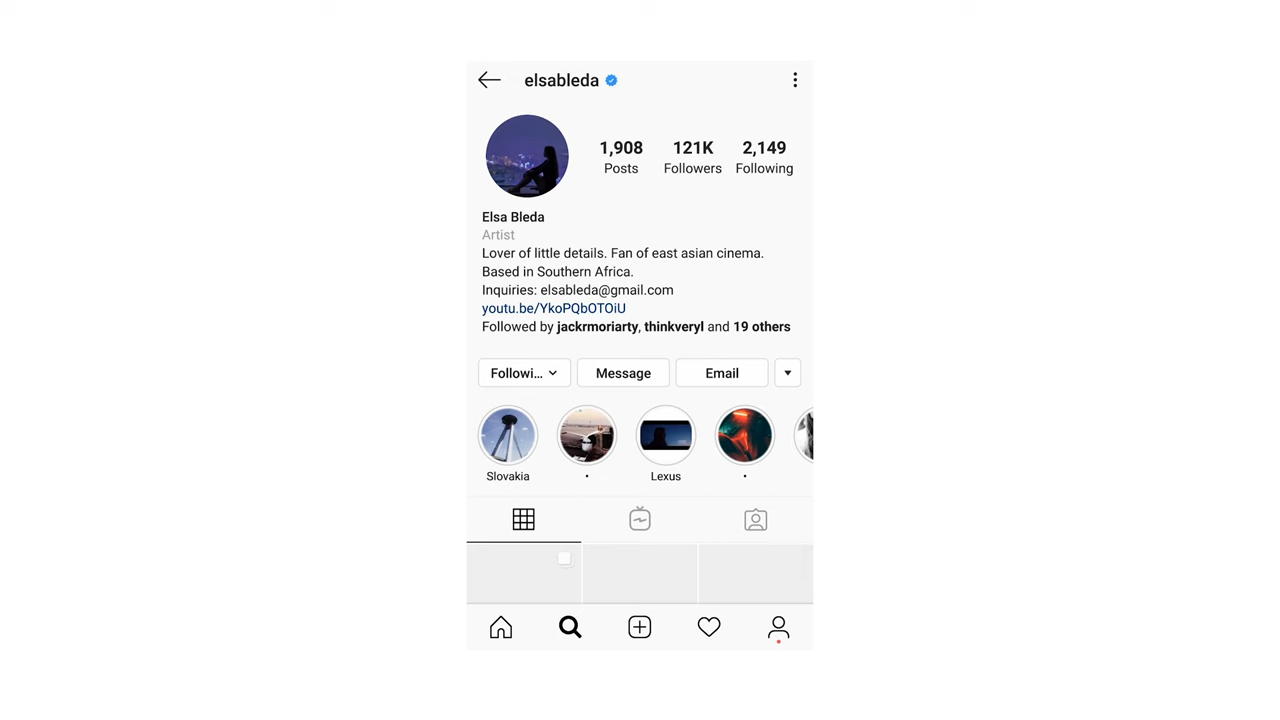 elsableda
1,908 121K 2,149
Posts Followers Following
Elsa Bleda
Artist
Lover of little details. Fan of east asian cinema.
Based in Southern Africa.
Inquiries: elsableda@gmail.com
youtu.be/YkoPQbOTOiU
Followed by jackrmoriarty, thinkveryl and 19 others
Followi... Message Email
Slovakia • Lexus •